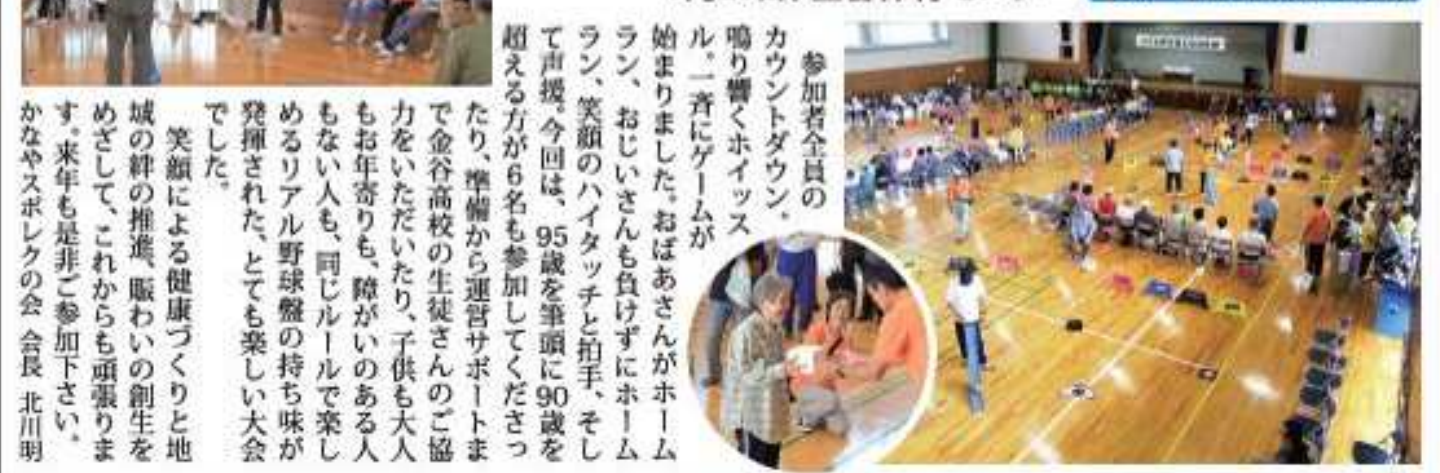 参加者全員の
カウントダウン。
鳴り響くホイッス
ル。一斉にゲームが
始まりました。おばあさんがホーム
ラン、おじいさんも負けずにホーム
ラン、笑顔のハイタッチと拍手、そし
て声援。今回は、95歳を筆頭に90歳を
超える方が6名も参加してくださっ
たり、準備から運営サポートま
で金谷高校の生徒さんのご協
力をいただいたり、子供も大人
もお年寄りも、障がいのある人
もない人も、同じルールで楽し
めるリアル野球盤の持ち味が
発揮された、とても楽しい大会
でした。
笑顔による健康づくりと地
域の絆の推進、賑わいの創生を
めざして、これからも頑張りま
す。来年も是非ご参加下さい。
かなやスポレクの会 会長 北川明